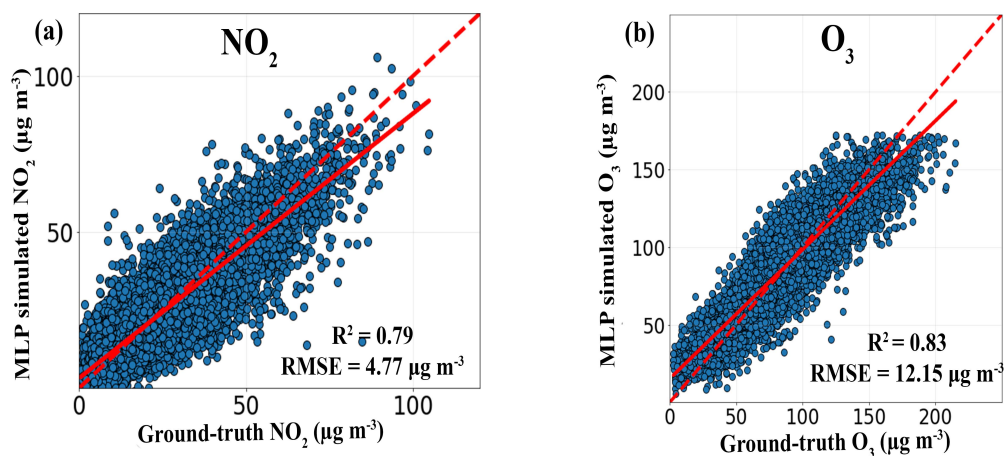 (a)
NO2
MLP simulated NO2 (μg m-3)
100
50
0
50
100
R2 = 0.79
RMSE = 4.77 μg m-3
Ground-truth NO2 (μg m-3)
(b)
O3
MLP simulated O3 (μg m-3)
200
150
100
50
0
50
100
150
200
R2 = 0.83
RMSE = 12.15 μg m-3
Ground-truth O3 (μg m-3)